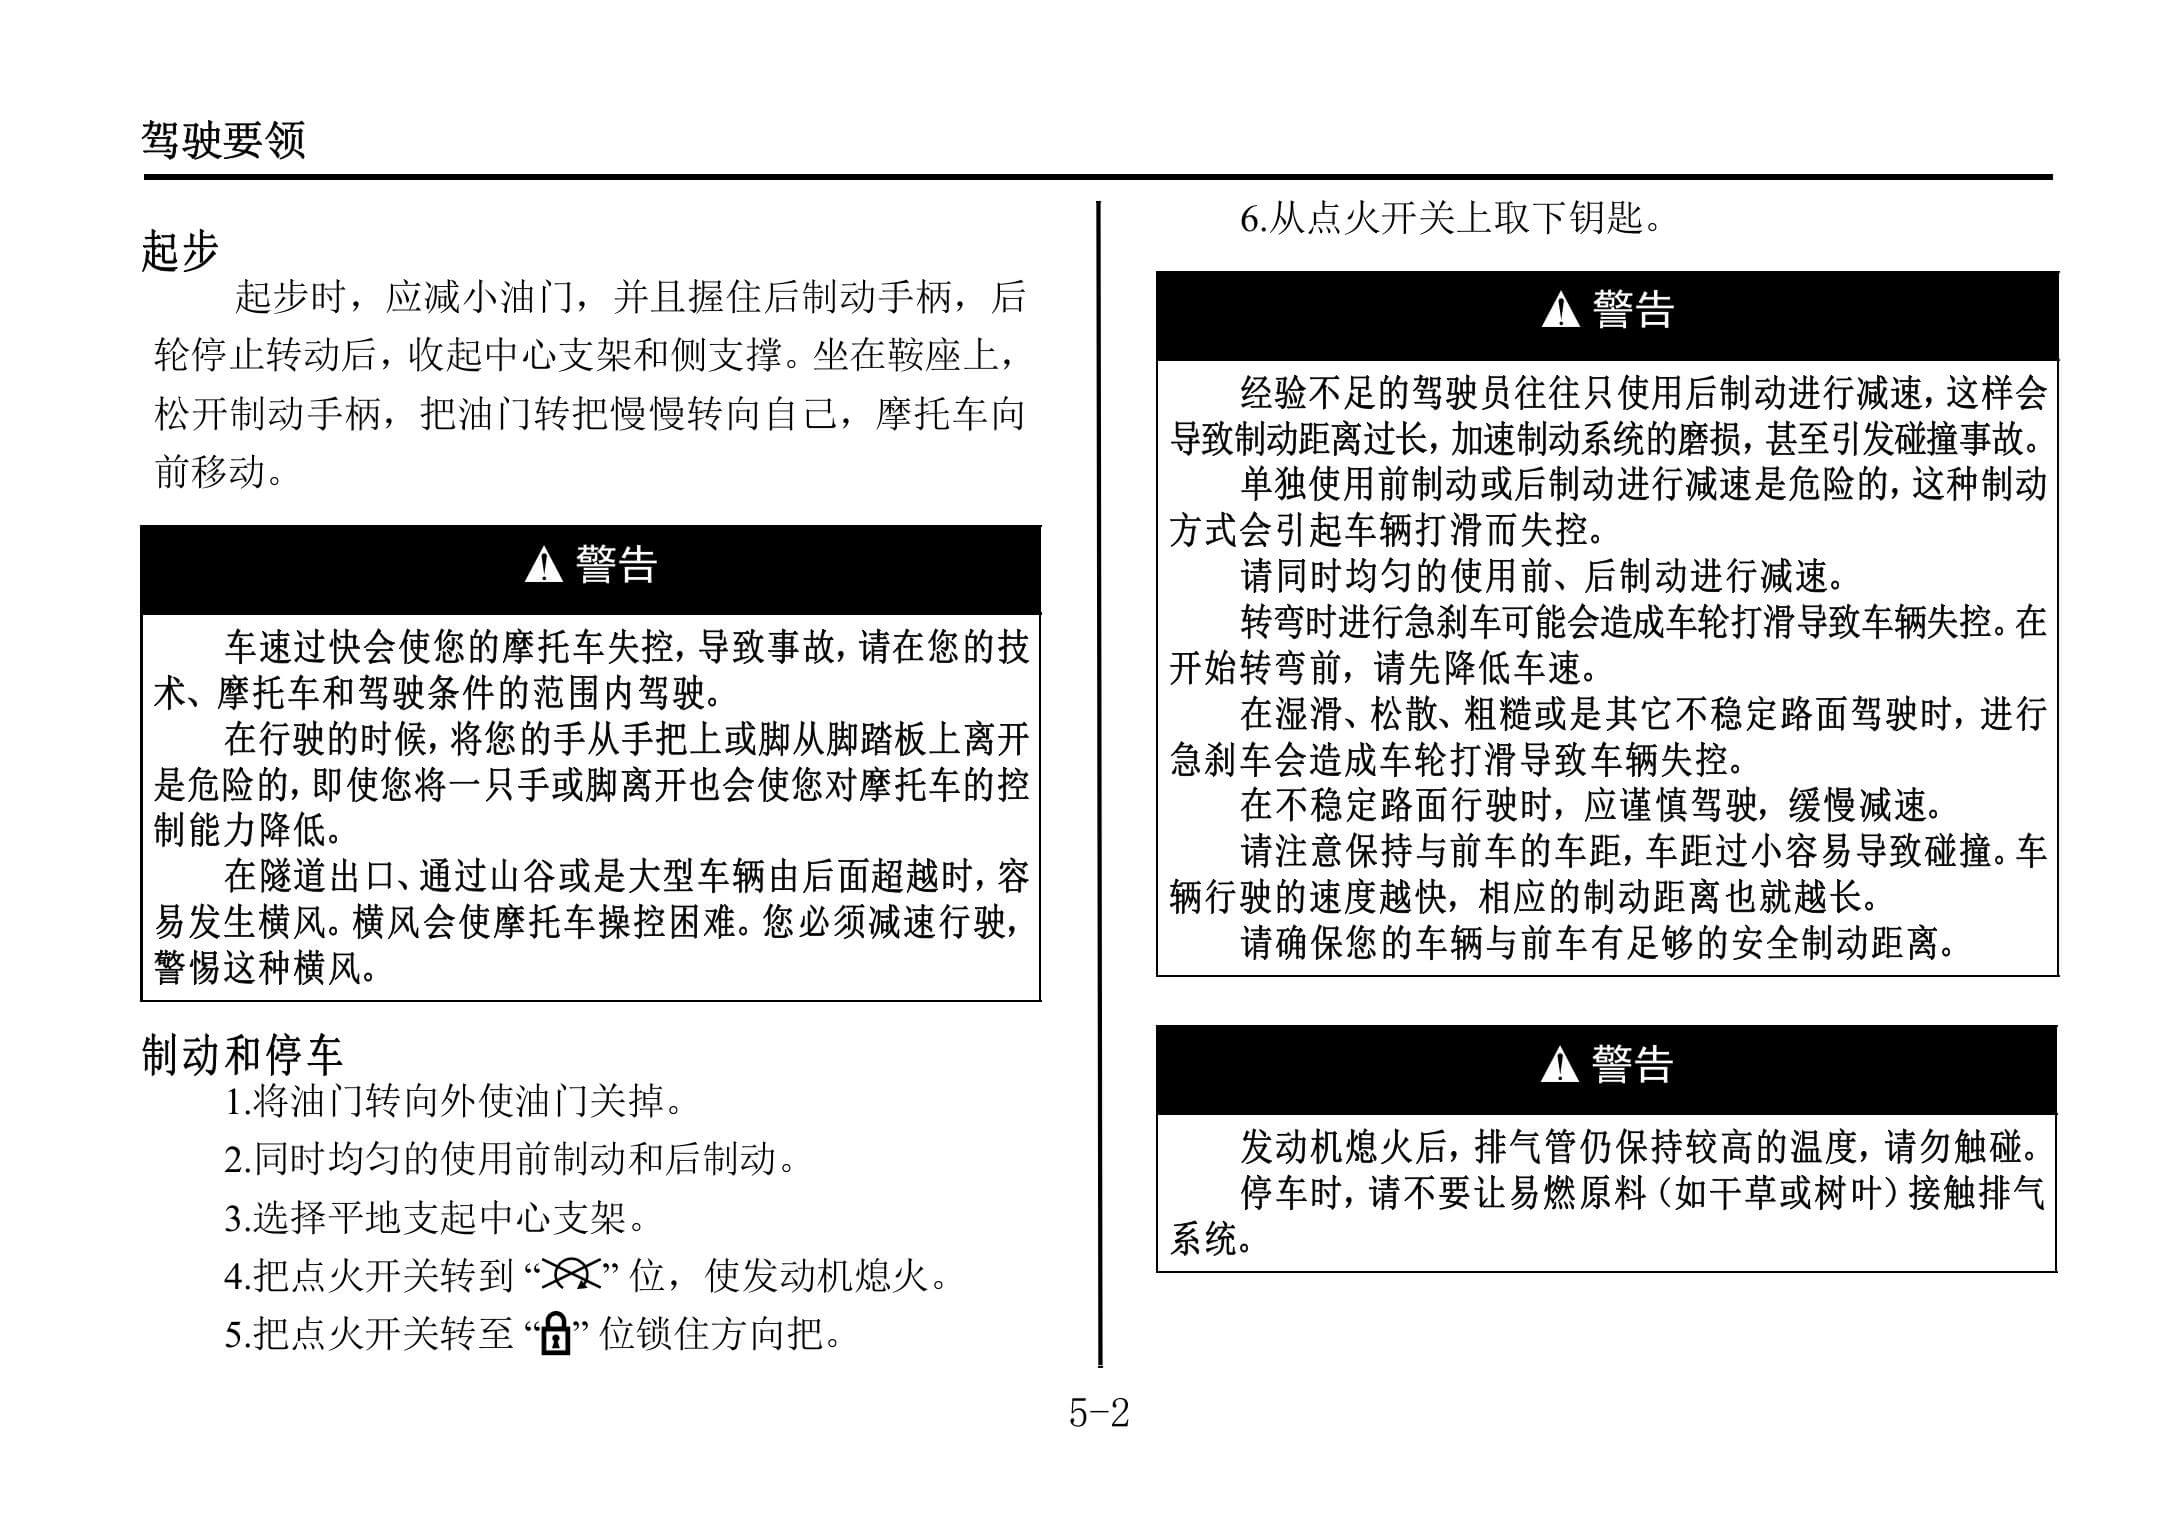 驾驶要领
起步
起步时，应减小油门，并且握住后制动手柄，后
轮停止转动后，收起中心支架和侧支撑。坐在鞍座上，
松开制动手柄，把油门转把慢慢转向自己，摩托车向
前移动。
警告
车速过快会使您的摩托车失控，导致事故，请在您的技
术、摩托车和驾驶条件的范围内驾驶。
在行驶的时候，将您的手从手把上或脚从脚踏板上离开
是危险的，即使您将一只手或脚离开也会使您对摩托车的控
制能力降低。
在隧道出口、通过山谷或是大型车辆由后面超越时，容
易发生横风。横风会使摩托车操控困难。您必须减速行驶，
警惕这种横风。
制动和停车
1.将油门转向外使油门关掉。
2.同时均匀的使用前制动和后制动。
3.选择平地支起中心支架。
4.把点火开关转到 “” 位，使发动机熄火。
5.把点火开关转至 “” 位锁住方向把。
6.从点火开关上取下钥匙。
警告
经验不足的驾驶员往往只使用后制动进行减速，这样会
导致制动距离过长，加速制动系统的磨损，甚至引发碰撞事故。
单独使用前制动或后制动进行减速是危险的，这种制动
方式会引起车辆打滑而失控。
请同时均匀的使用前、后制动进行减速。
转弯时进行急刹车可能会造成车轮打滑导致车辆失控。在
开始转弯前，请先降低车速。
在湿滑、松散、粗糙或是其它不稳定路面驾驶时，进行
急刹车会造成车轮打滑导致车辆失控。
在不稳定路面行驶时，应谨慎驾驶，缓慢减速。
请注意保持与前车的车距，车距过小容易导致碰撞。车
辆行驶的速度越快，相应的制动距离也就越长。
请确保您的车辆与前车有足够的安全制动距离。
警告
发动机熄火后，排气管仍保持较高的温度，请勿触碰。
停车时，请不要让易燃原料（如干草或树叶）接触排气
系统。
5-2